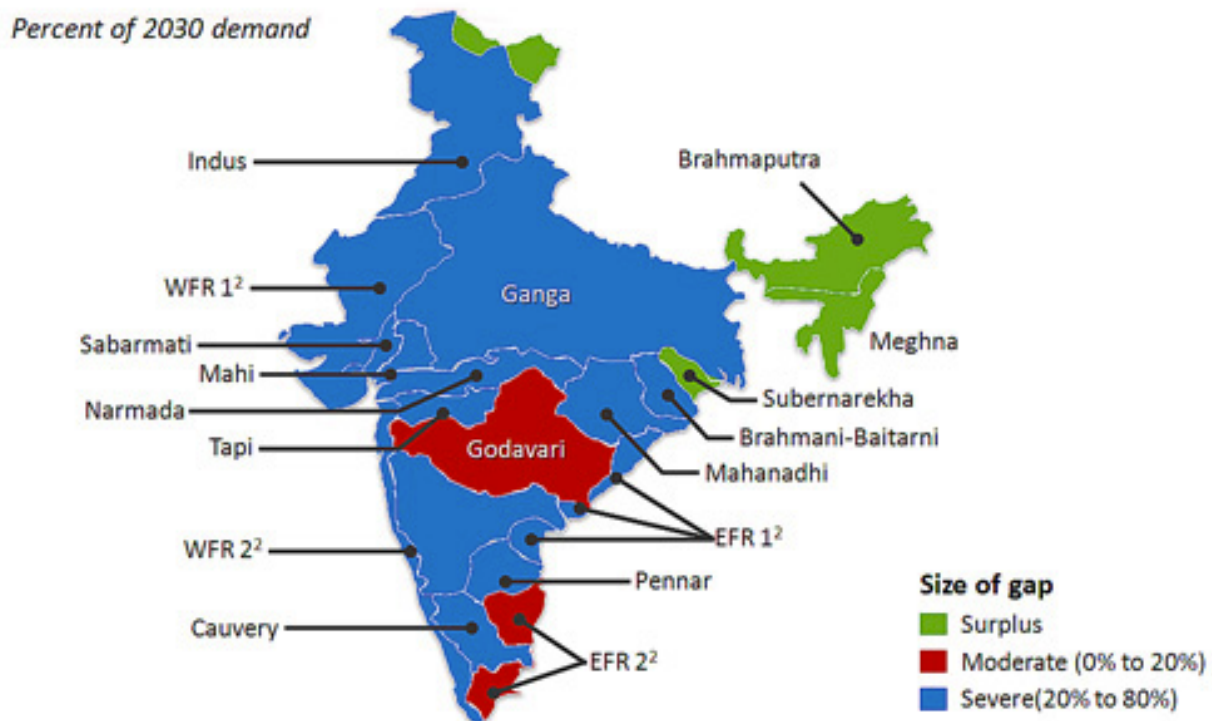 Percent of 2030 demand
Indus
Brahmaputra
WFR 1²
Ganga
Sabarmati
Meghna
Mahi
Subernarekha
Narmada
Brahmani-Baitarni
Tapi
Godavari
Mahanadhi
EFR 1²
WFR 2²
Pennar
Cauvery
EFR 2²
Size of gap
Surplus
Moderate (0% to 20%)
Severe(20% to 80%)